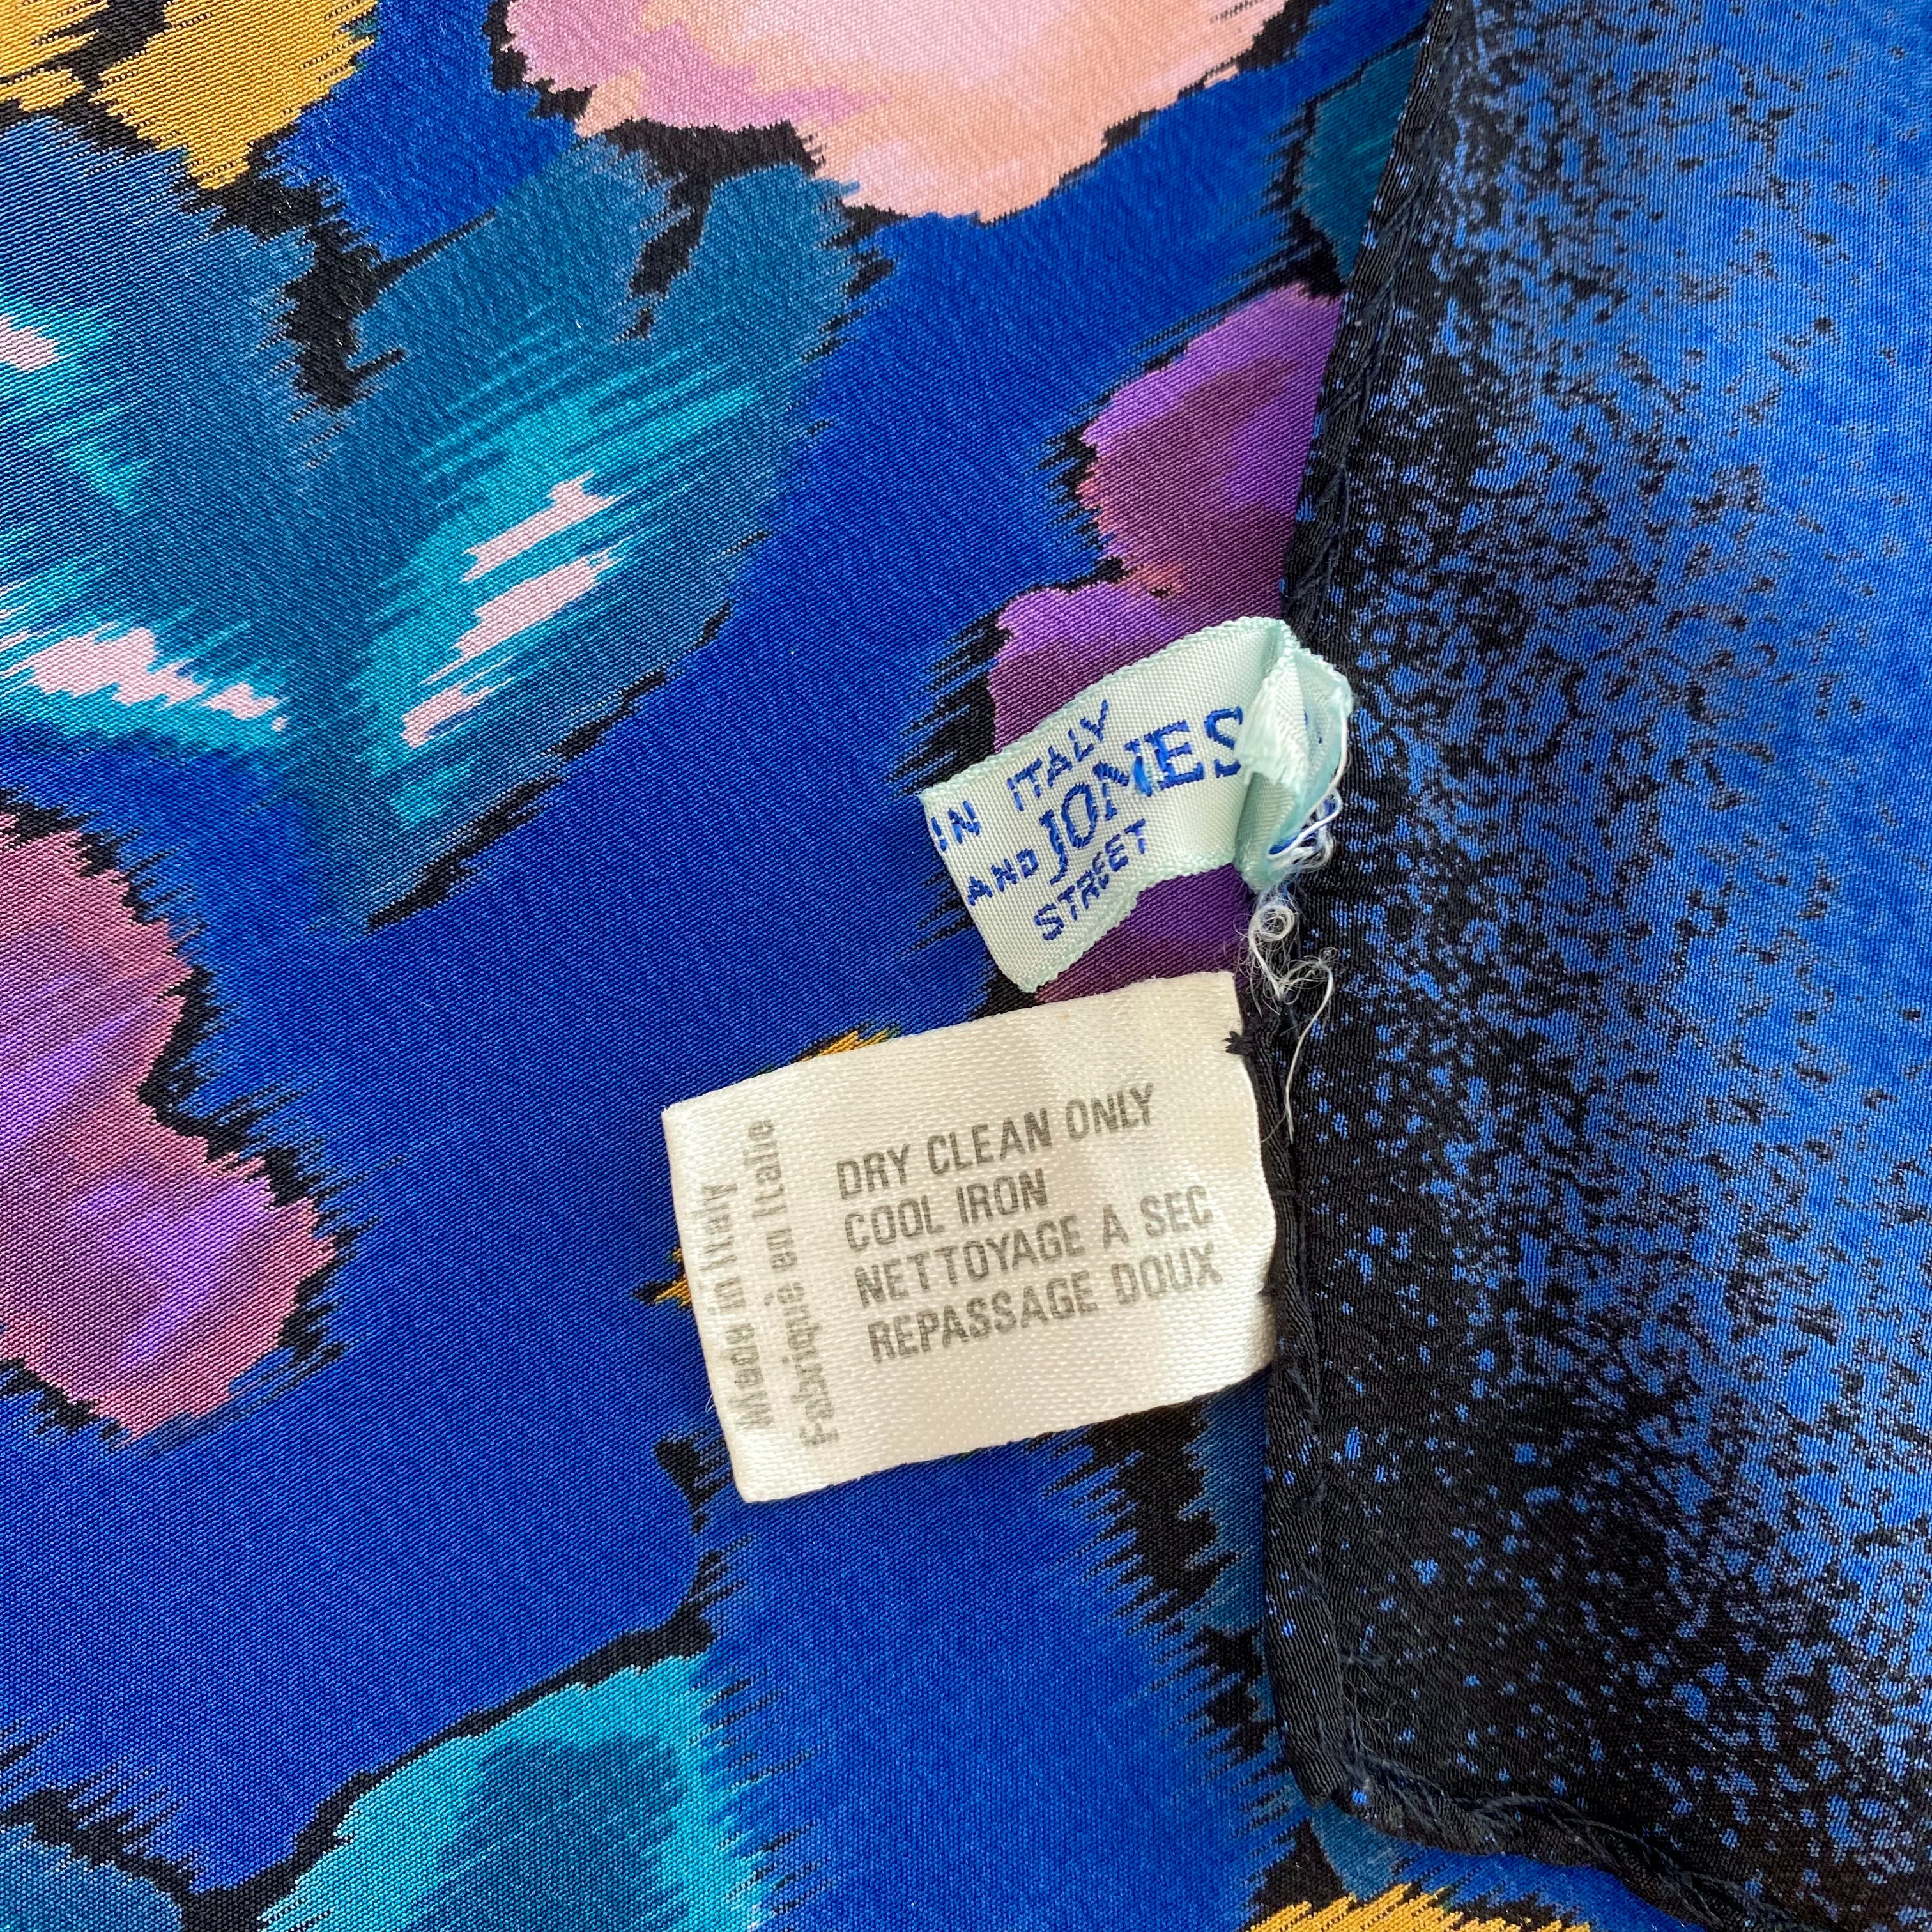 IN ITALY
AND JONES
STREET
DRY CLEAN ONLY
COOL IRON
NETTOYAGE A SEC
REPASSAGE DOUX
Made in Italy
Fabriqué en Italie